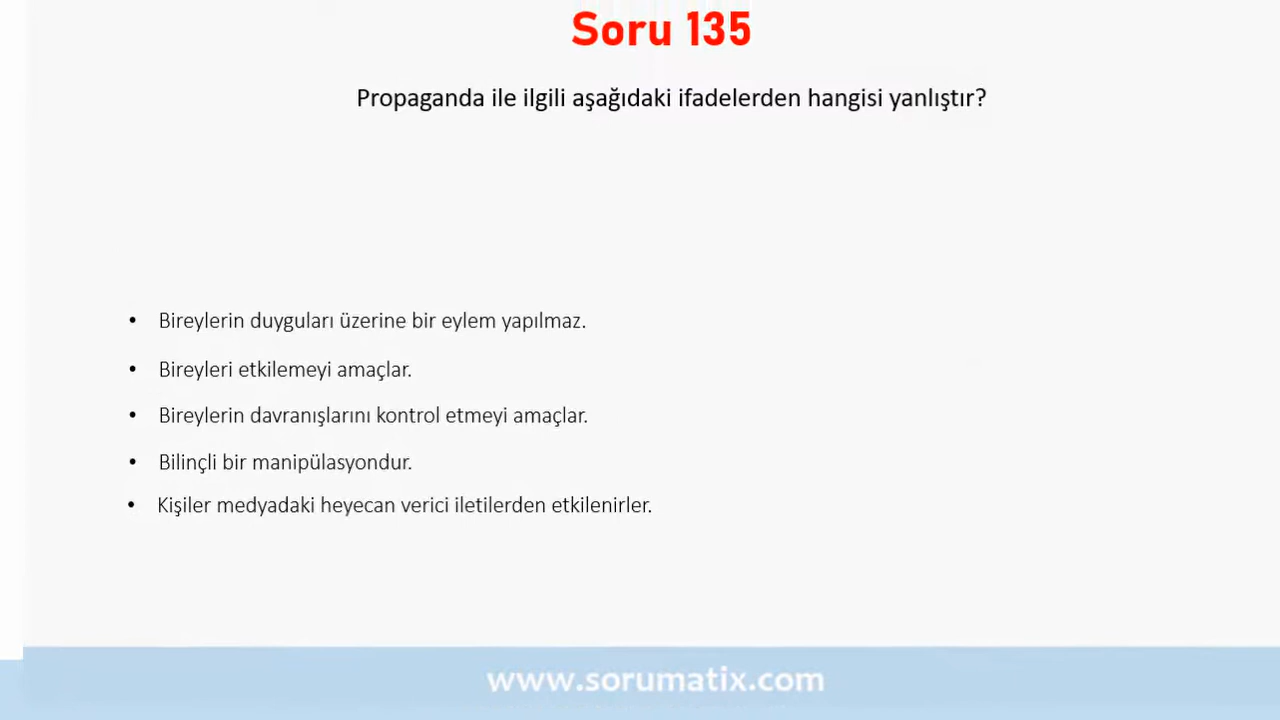 Soru 135
Propaganda ile ilgili aşağıdaki ifadelerden hangisi yanlıştır?
• Bireylerin duyguları üzerine bir eylem yapılmaz.
• Bireyleri etkilemeyi amaçlar.
• Bireylerin davranışlarını kontrol etmeyi amaçlar.
• Bilinçli bir manipülasyondur.
• Kişiler medyadaki heyecan verici iletilerden etkilenirler.
www.sorumatix.com